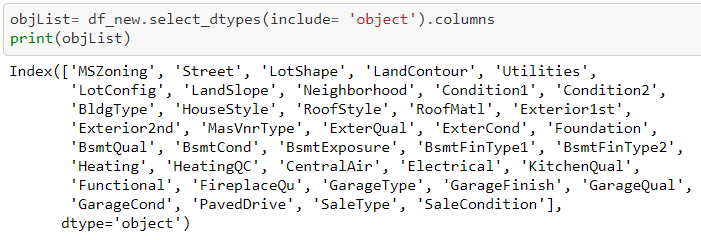 objList= df_new.select_dtypes(include= 'object').columns
print(objList)
Index(['MSZoning', 'Street', 'LotShape', 'LandContour', 'Utilities',
'LotConfig', 'LandSlope', 'Neighborhood', 'Condition1', 'Condition2',
'BldgType', 'HouseStyle', 'RoofStyle', 'RoofMatl', 'Exterior1st',
'Exterior2nd', 'MasVnrType', 'ExterQual', 'ExterCond', 'Foundation',
'BsmtQual', 'BsmtCond', 'BsmtExposure', 'BsmtFinType1', 'BsmtFinType2',
'Heating', 'HeatingQC', 'CentralAir', 'Electrical', 'KitchenQual',
'Functional', 'FireplaceQu', 'GarageType', 'GarageFinish', 'GarageQual',
'GarageCond', 'PavedDrive', 'SaleType', 'SaleCondition'],
dtype='object')